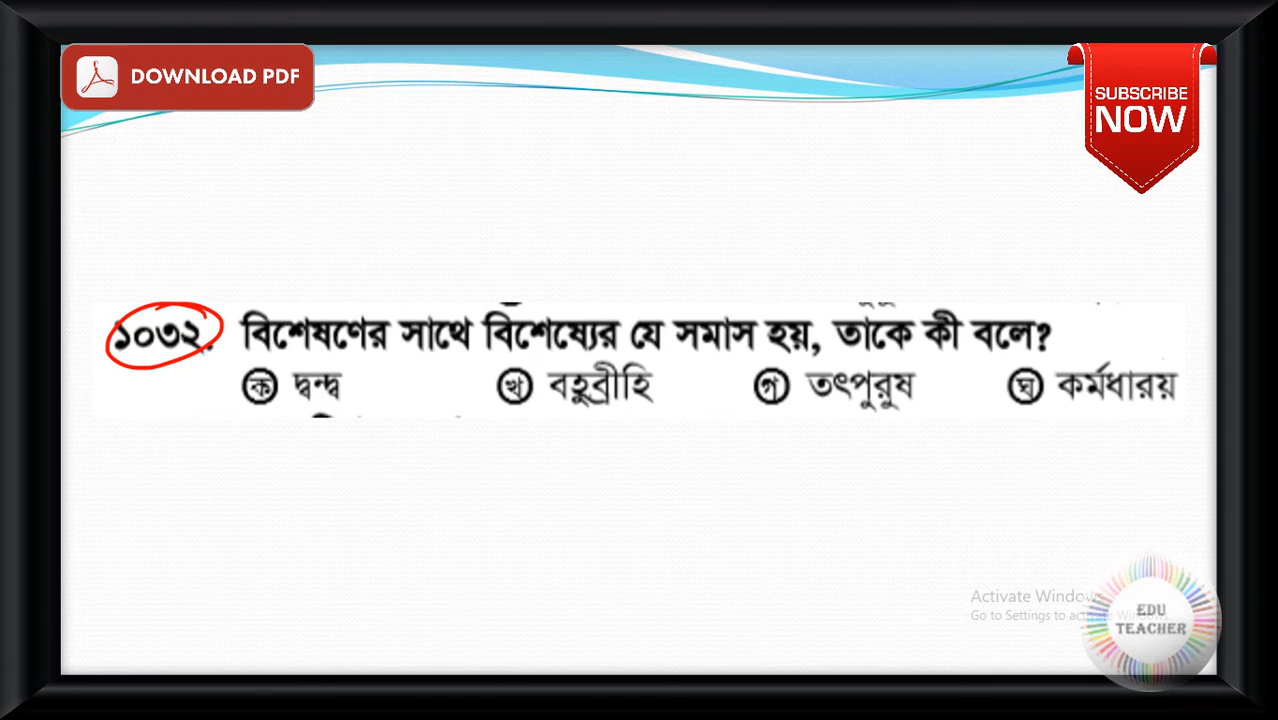 DOWNLOAD PDF
SUBSCRIBE
NOW
১০৩২. বিশেষণের সাথে বিশেষ্যের যে সমাস হয়, তাকে কী বলে?
ক দ্বন্দ্ব খ বহুব্রীহি গ তৎপুরুষ ঘ কর্মধারয়
Activate Windows
Go to Settings to activate Windows.
EDU
TEACHER